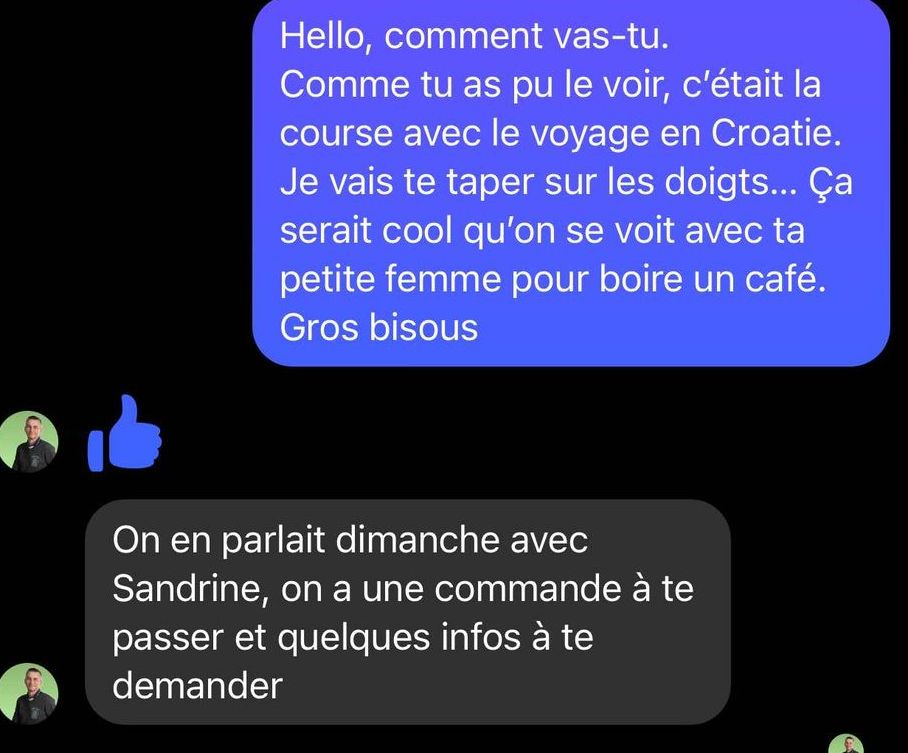 Hello, comment vas-tu.
Comme tu as pu le voir, c’était la
course avec le voyage en Croatie.
Je vais te taper sur les doigts... Ça
serait cool qu’on se voit avec ta
petite femme pour boire un café.
Gros bisous
On en parlait dimanche avec
Sandrine, on a une commande à te
passer et quelques infos à te
demander